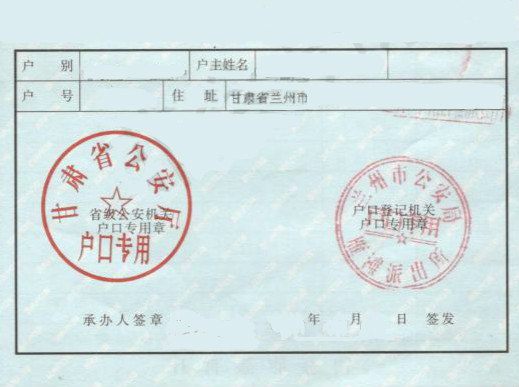 户 别 户主姓名
户 号 住 址 甘肃省兰州市
甘肃省公安厅
省级公安机关
户口专用章
户口专用
兰州市公安局
户口登记机关
户口专用章
派出所
承办人签章 年 月 日 签发